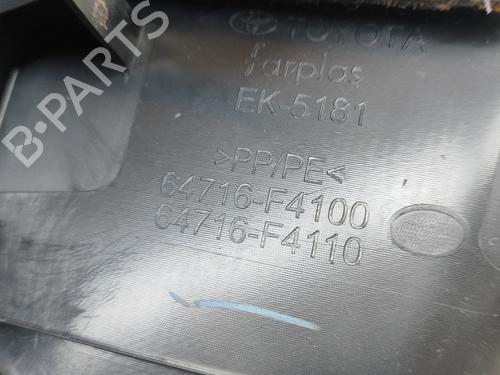 TOYOTA
farplas
EK-5181
>PP/PE<
64716-F4100
64716-F4110
B-PARTS